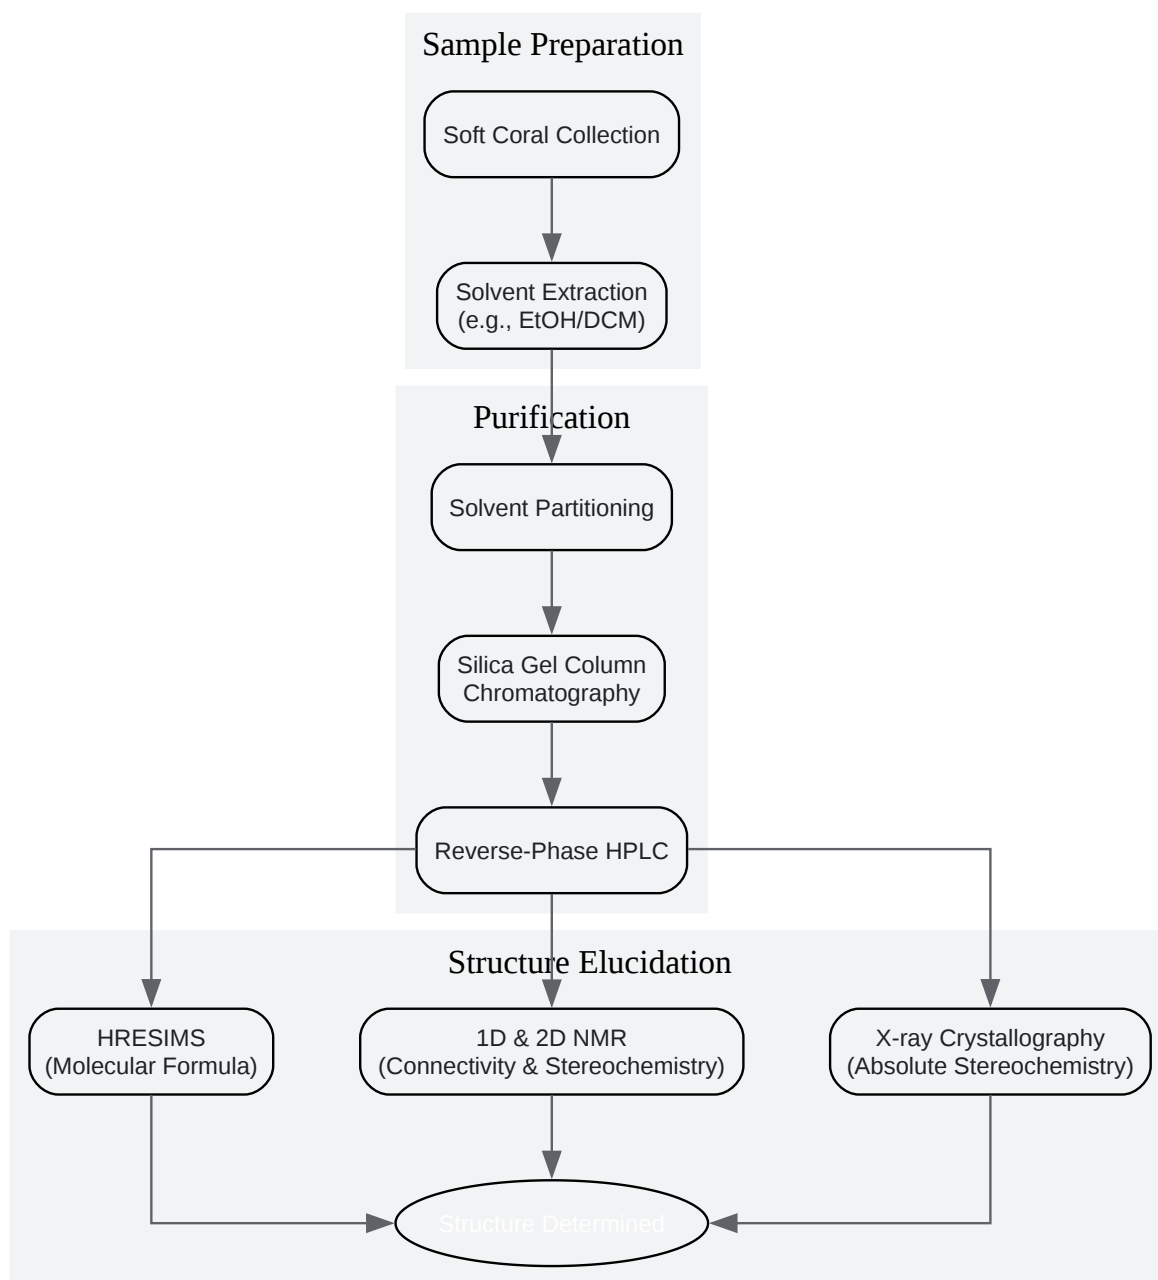 Sample Preparation
Soft Coral Collection
Solvent Extraction
(e.g., EtOH/DCM)
Purification
Solvent Partitioning
Silica Gel Column
Chromatography
Reverse-Phase HPLC
Structure Elucidation
HRESIMS
(Molecular Formula)
1D & 2D NMR
(Connectivity & Stereochemistry)
X-ray Crystallography
(Absolute Stereochemistry)
Structure Determined